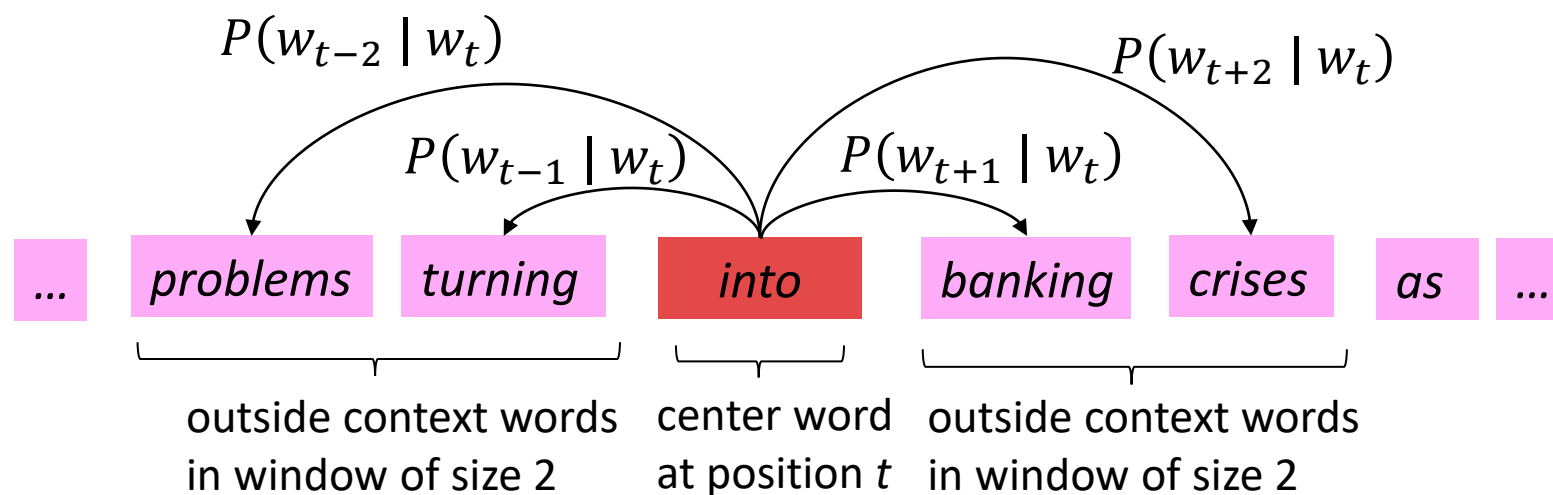 P(w_{t−2} | w_t)
P(w_{t+2} | w_t)
P(w_{t−1} | w_t)
P(w_{t+1} | w_t)
... problems turning into banking crises as ...
outside context words
in window of size 2
center word
at position t
outside context words
in window of size 2